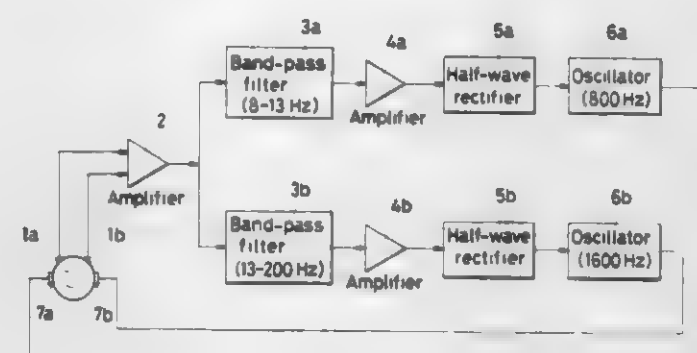 3a
4a
5a
6a
Band-pass
filter
(8-13 Hz)
Amplifier
Half-wave
rectifier
Oscillator
(800 Hz)
2
Amplifier
3b
4b
5b
6b
Band-pass
filter
(13-200 Hz)
Amplifier
Half-wave
rectifier
Oscillator
(1600 Hz)
1a
1b
7a
7b